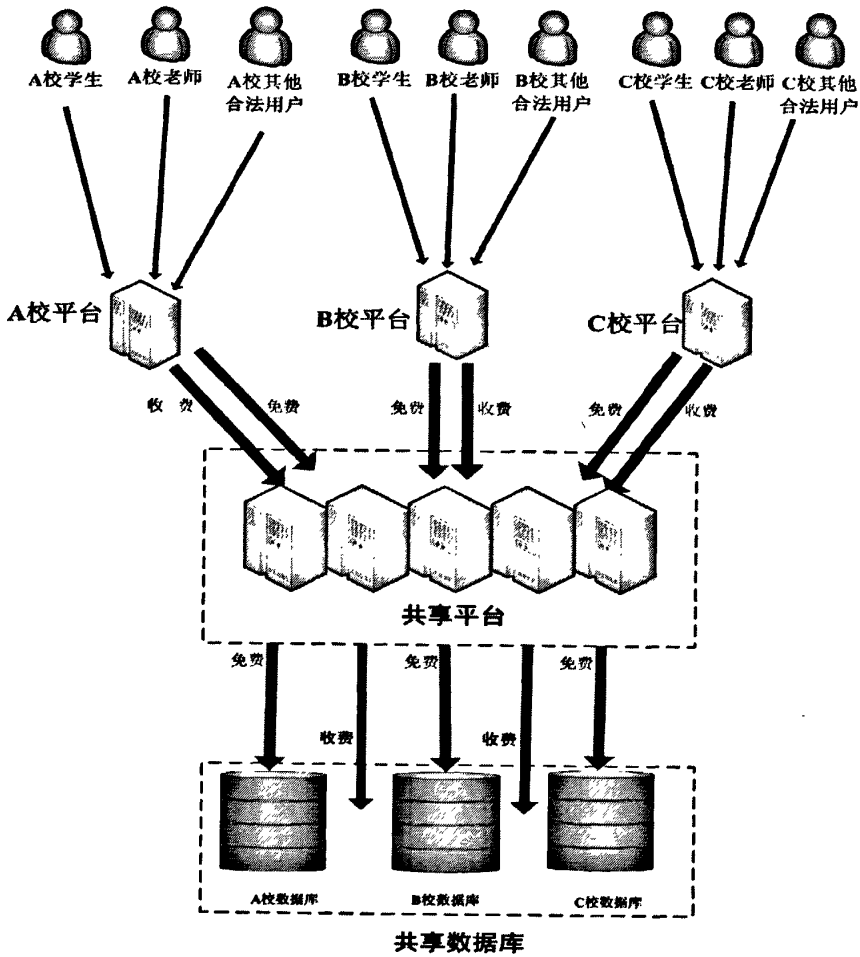 A校学生
A校老师
A校其他
合法用户
B校学生
B校老师
B校其他
合法用户
C校学生
C校老师
C校其他
合法用户
A校平台
B校平台
C校平台
收 费
免费
免费
收费
免费
收费
共享平台
免费
免费
免费
收费
收费
A校数据库
B校数据库
C校数据库
共享数据库